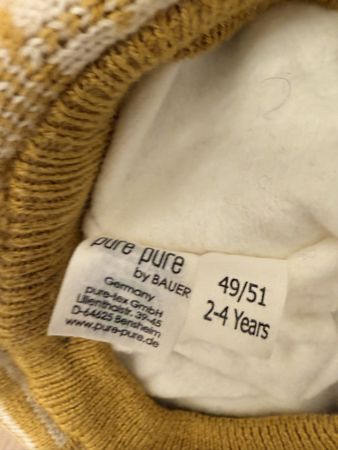 pure pure
by BAUER
Germany
pure-tex GmbH
Lilienthalstr. 39-45
D-64625 Bensheim
www.pure-pure.de
49/51
2-4 Years